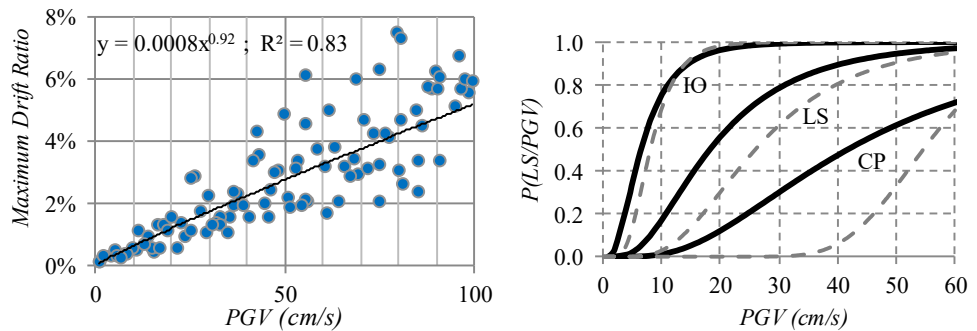 8%
6%
4%
2%
0%
Maximum Drift Ratio
y = 0.0008x^0.92 ; R² = 0.83
0 50 100
PGV (cm/s)
1.0
0.8
0.6
0.4
0.2
0.0
P(LS/PGV)
IO
LS
CP
0 10 20 30 40 50 60
PGV (cm/s)